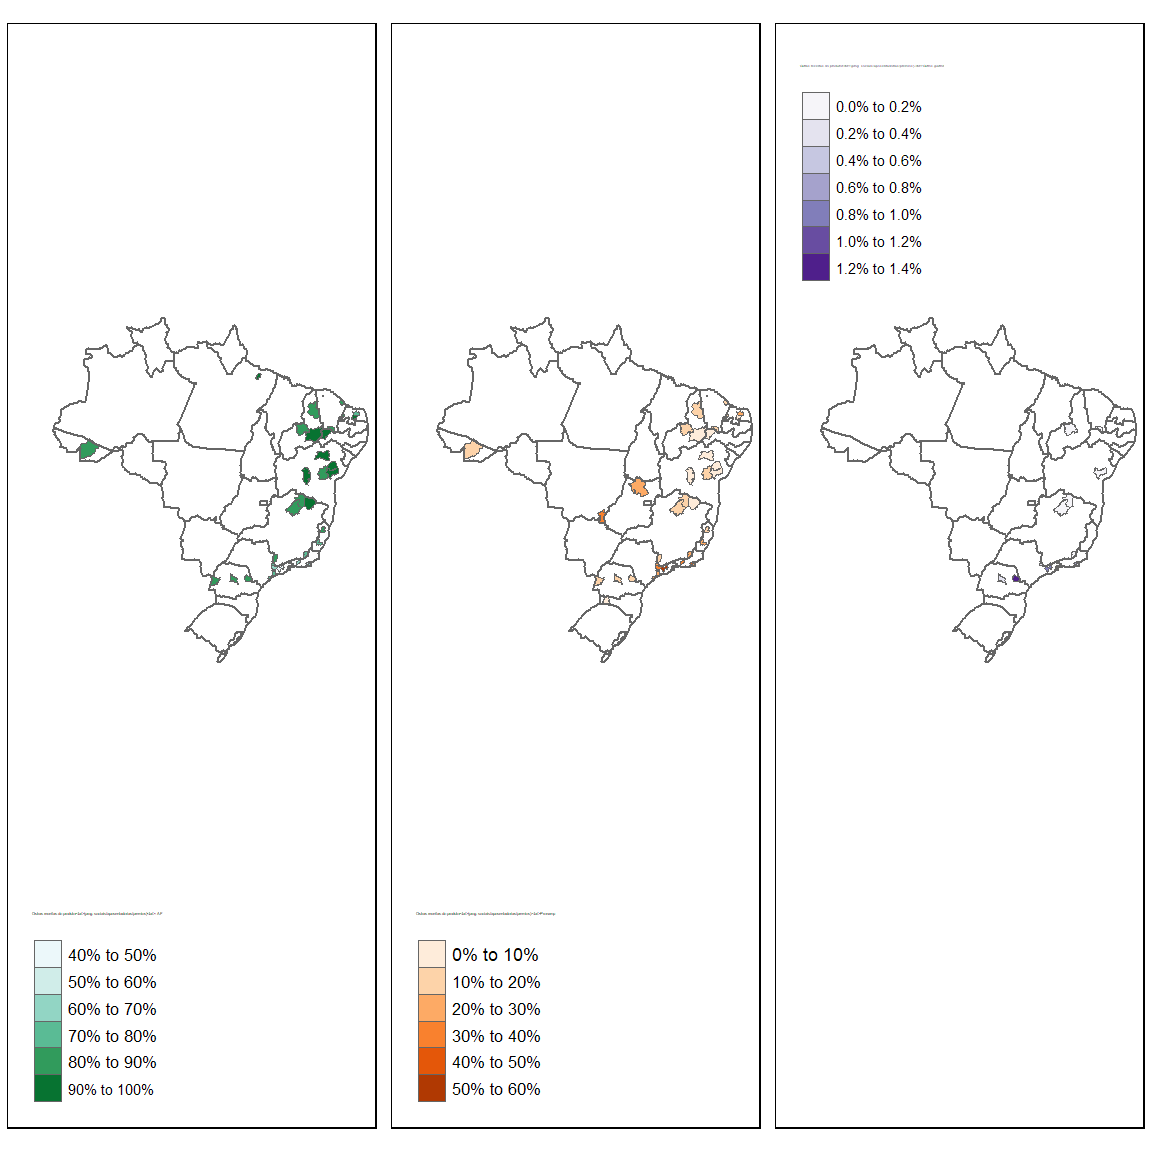 40% to 50%
50% to 60%
60% to 70%
70% to 80%
80% to 90%
90% to 100%
0% to 10%
10% to 20%
20% to 30%
30% to 40%
40% to 50%
50% to 60%
0.0% to 0.2%
0.2% to 0.4%
0.4% to 0.6%
0.6% to 0.8%
0.8% to 1.0%
1.0% to 1.2%
1.2% to 1.4%